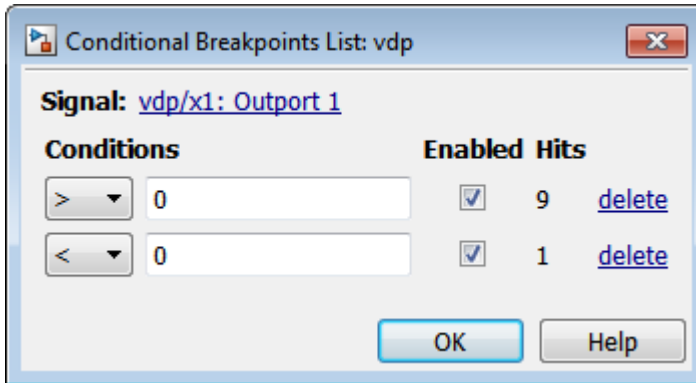 Conditional Breakpoints List: vdp
Signal: vdp/x1: Outport 1
Conditions Enabled Hits
> 0 9 delete
< 0 1 delete
OK Help